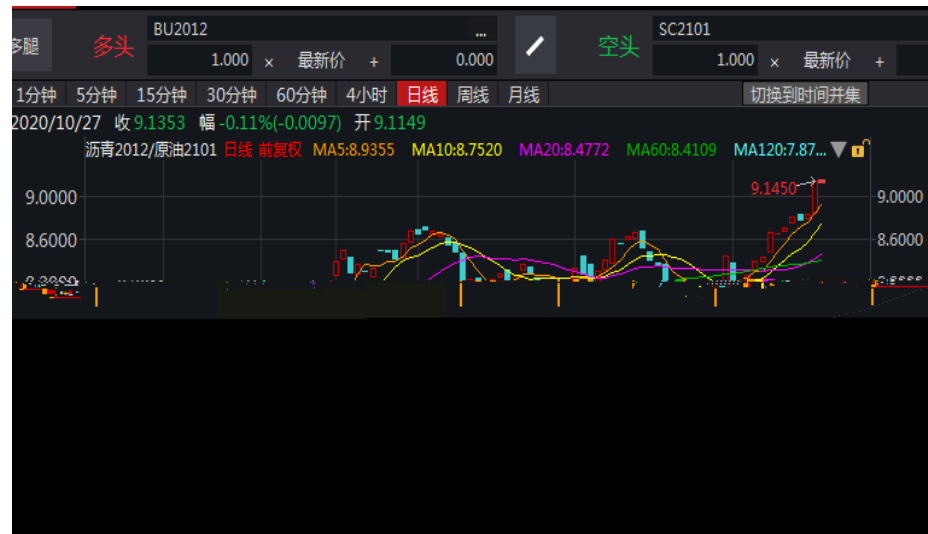 多腿 多头 BU2012 ... 空头 SC2101
1.000 × 最新价 + 0.000 1.000 × 最新价 +
1分钟 5分钟 15分钟 30分钟 60分钟 4小时 日线 周线 月线 切换到时间并集
2020/10/27 收 9.1353 幅 -0.11%(-0.0097) 开 9.1149
沥青2012/原油2101 日线 前复权 MA5:8.9355 MA10:8.7520 MA20:8.4772 MA60:8.4109 MA120:7.87...
9.1450
9.0000 9.0000
8.6000 8.6000